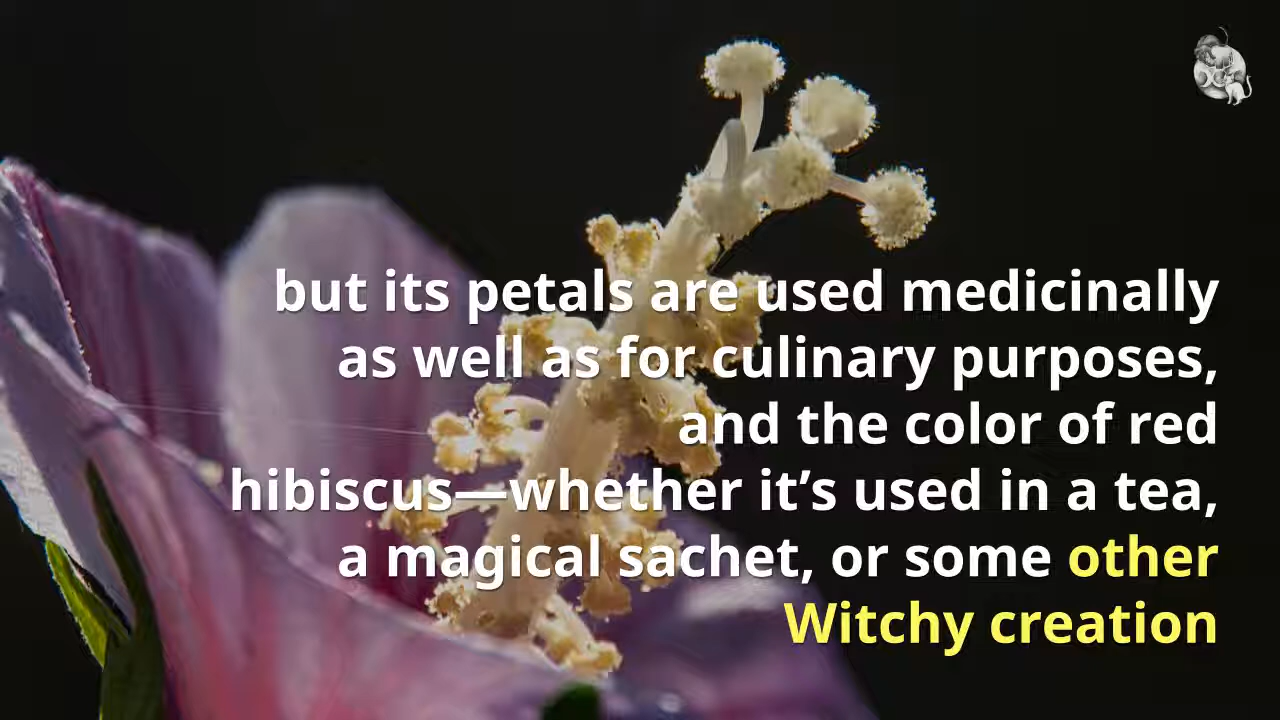 but its petals are used medicinally
as well as for culinary purposes,
and the color of red
hibiscus—whether it’s used in a tea,
a magical sachet, or some other
Witchy creation